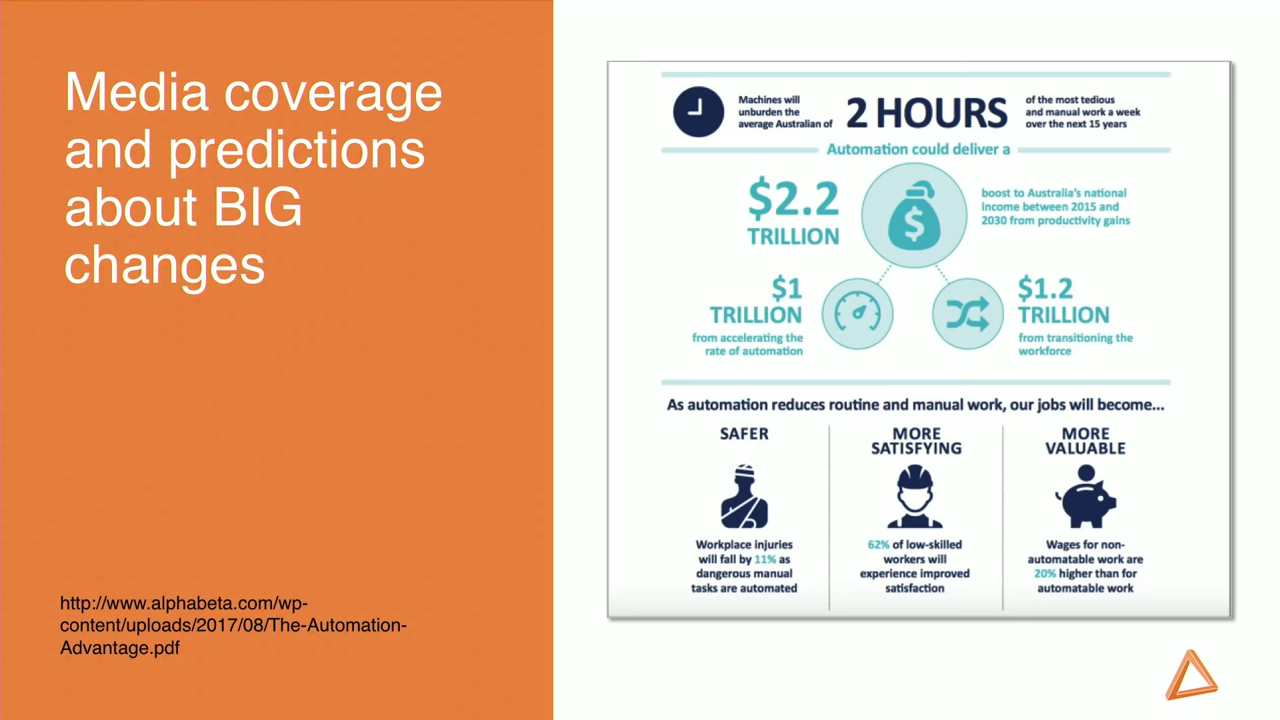 Media coverage
and predictions
about BIG
changes
http://www.alphabeta.com/wp-
content/uploads/2017/08/The-Automation-
Advantage.pdf
Machines will
unburden the
average Australian of
2 HOURS
of the most tedious
and manual work a week
over the next 15 years
Automation could deliver a
$2.2
TRILLION
boost to Australia's national
income between 2015 and
2030 from productivity gains
$1
TRILLION
from accelerating the
rate of automation
$1.2
TRILLION
from transitioning the
workforce
As automation reduces routine and manual work, our jobs will become...
SAFER
Workplace injuries
will fall by 11% as
dangerous manual
tasks are automated
MORE
SATISFYING
62% of low-skilled
workers will
experience improved
satisfaction
MORE
VALUABLE
Wages for non-
automatable work are
20% higher than for
automatable work